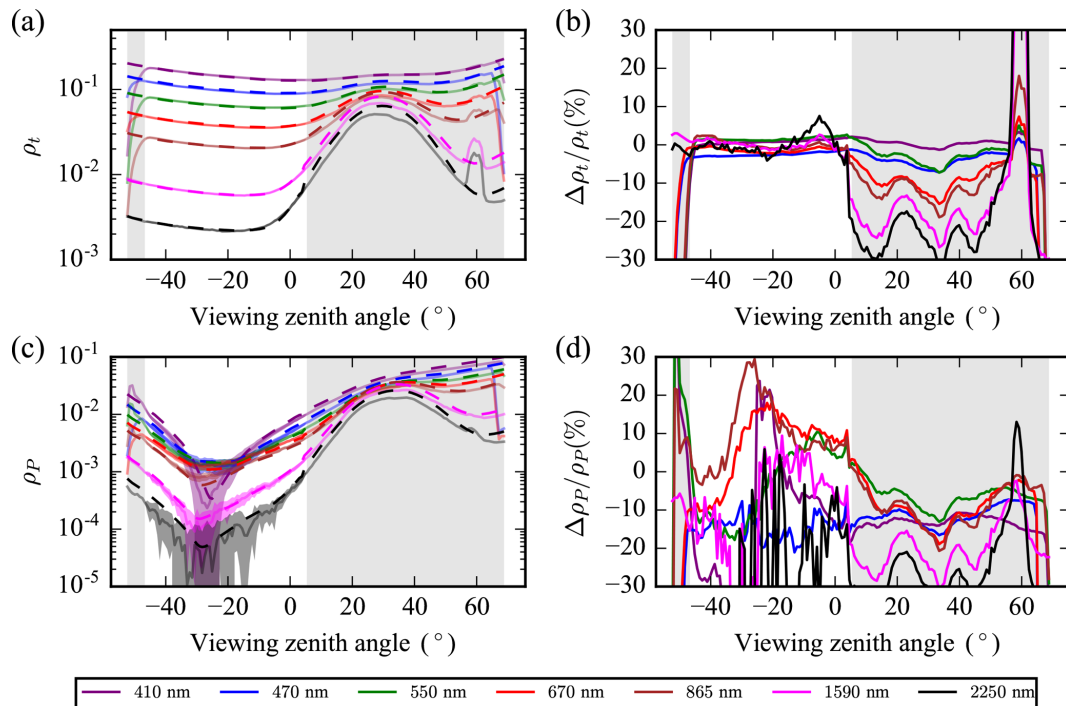 (a)
(b)
10⁻¹
10⁻²
10⁻³
ρt
−40 −20 0 20 40 60
Viewing zenith angle (°)
30
20
10
0
−10
−20
−30
Δρt/ρt(%)
−40 −20 0 20 40 60
Viewing zenith angle (°)
(c)
(d)
10⁻¹
10⁻²
10⁻³
10⁻⁴
10⁻⁵
ρP
−40 −20 0 20 40 60
Viewing zenith angle (°)
30
20
10
0
−10
−20
−30
ΔρP/ρP(%)
−40 −20 0 20 40 60
Viewing zenith angle (°)
410 nm 470 nm 550 nm 670 nm 865 nm 1590 nm 2250 nm